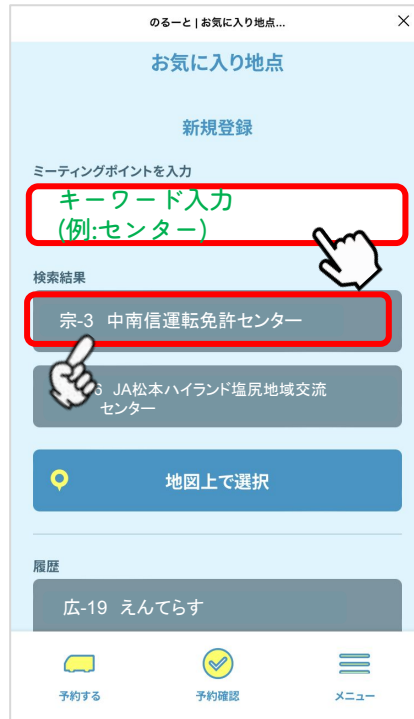 のるーと | お気に入り地点...
お気に入り地点
新規登録
ミーティングポイントを入力
キーワード入力
(例:センター)
検索結果
宗-3 中南信運転免許センター
6 JA松本ハイランド塩尻地域交流
センター
地図上で選択
履歴
広-19 えんてらす
予約する
予約確認
メニュー